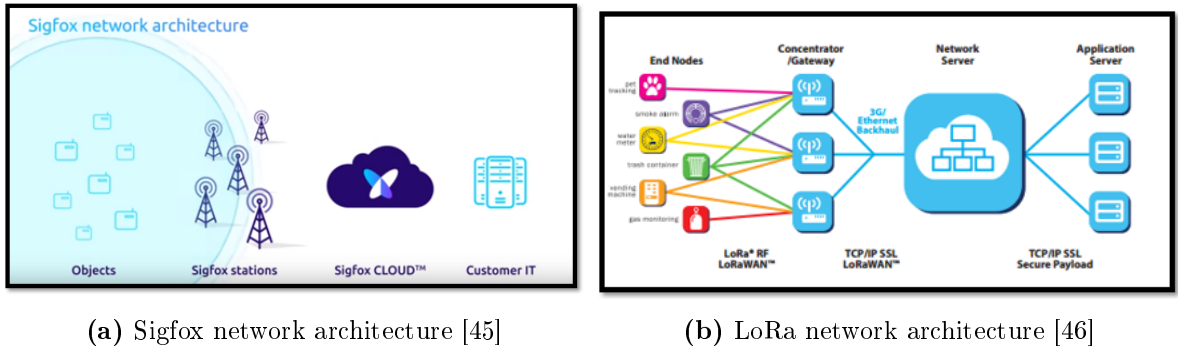 Sigfox network architecture
Objects
Sigfox stations
Sigfox CLOUD™
Customer IT
End Nodes
Concentrator
/Gateway
Network
Server
Application
Server
pet
tracking
smoke alarm
water
meter
trash container
vending
machine
gas monitoring
3G/
Ethernet
Backhaul
LoRa® RF
LoRaWAN™
TCP/IP SSL
LoRaWAN™
TCP/IP SSL
Secure Payload
(a) Sigfox network architecture [45]
(b) LoRa network architecture [46]